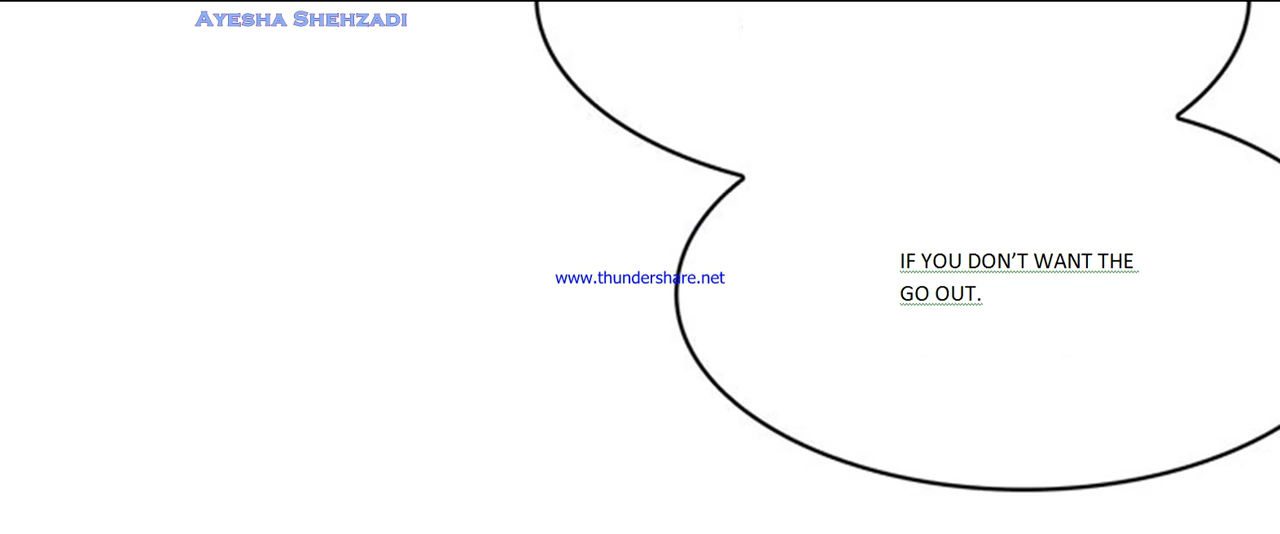 AYESHA SHEHZADI
www.thundershare.net
IF YOU DON’T WANT THE
GO OUT.